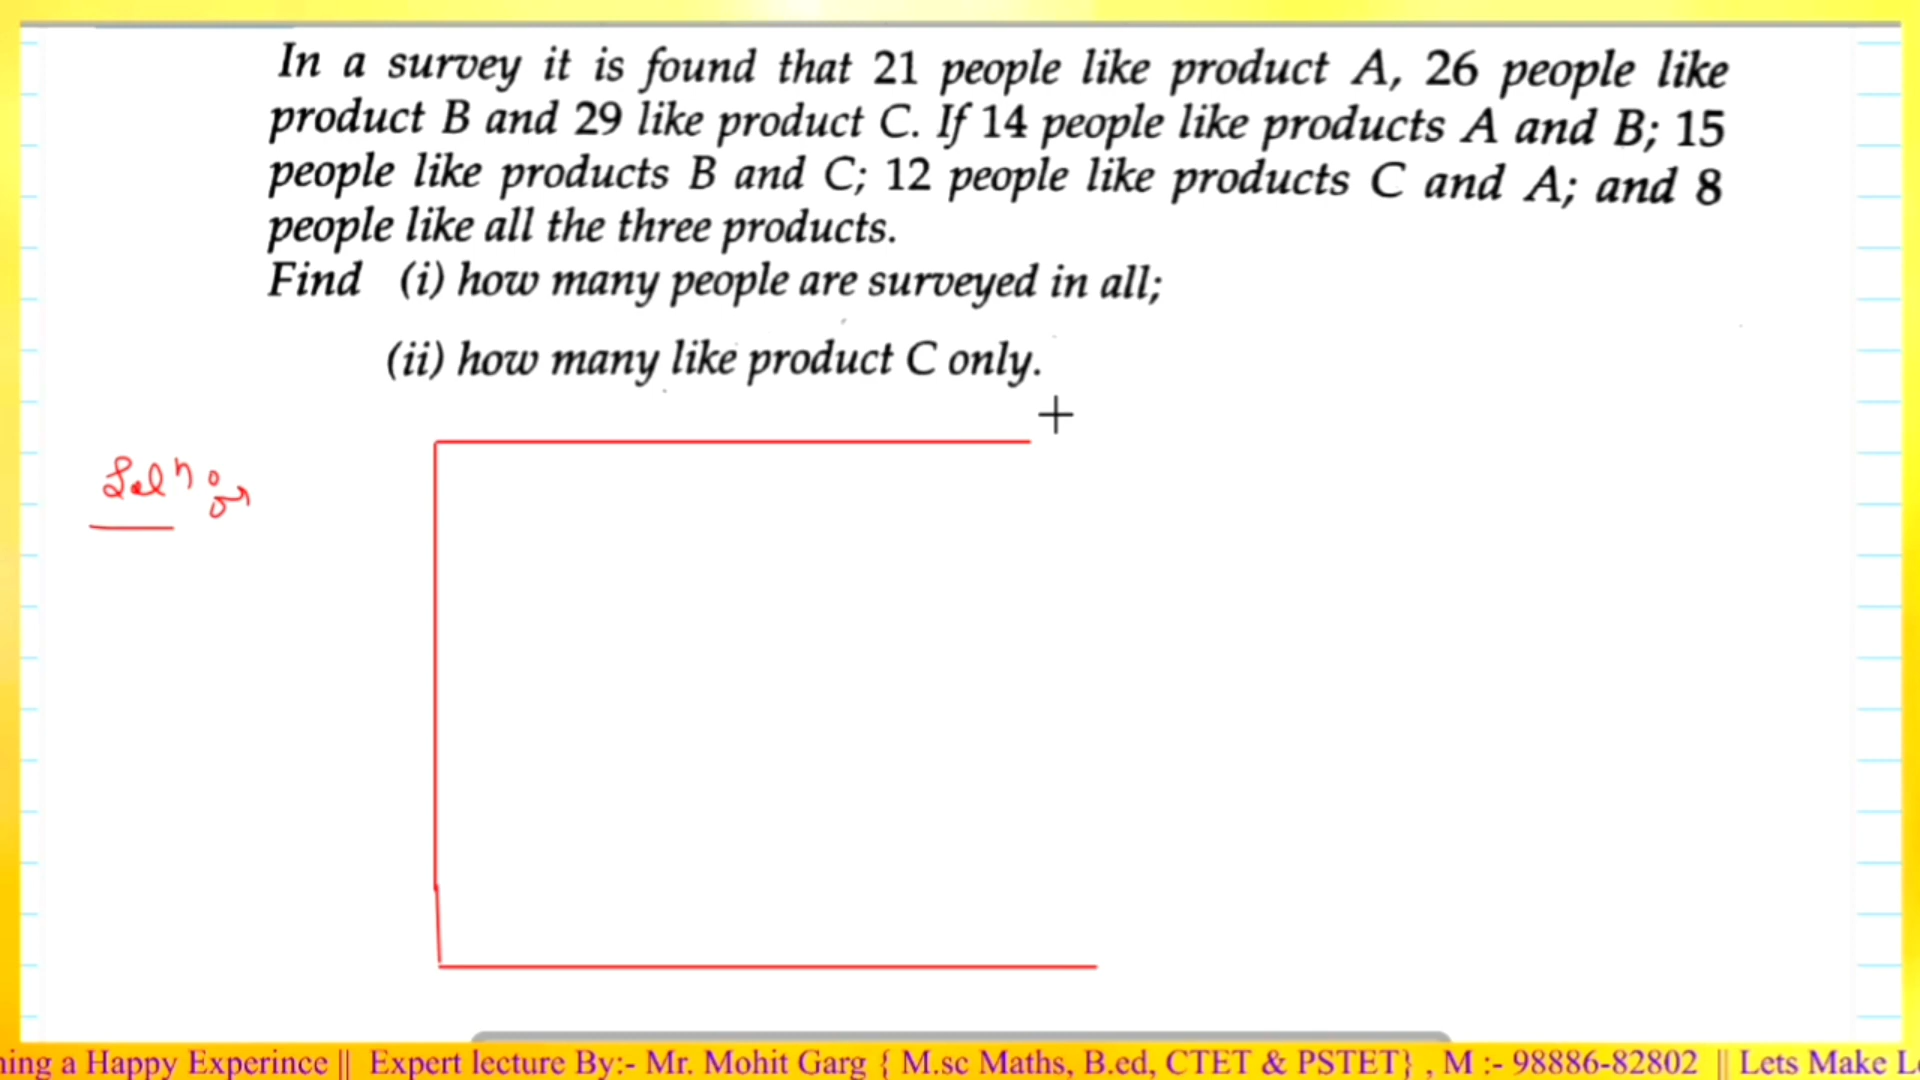 In a survey it is found that 21 people like product A, 26 people like
product B and 29 like product C. If 14 people like products A and B; 15
people like products B and C; 12 people like products C and A; and 8
people like all the three products.
Find (i) how many people are surveyed in all;
(ii) how many like product C only.
Solⁿ
ning a Happy Experince || Expert lecture By:- Mr. Mohit Garg { M.sc Maths, B.ed, CTET & PSTET} , M :- 98886-82802 || Lets Make L